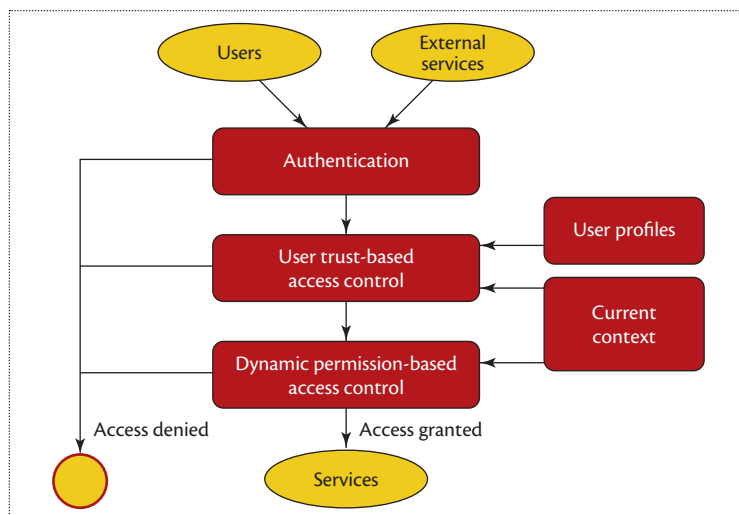 Users
External
services
Authentication
User profiles
User trust-based
access control
Current
context
Dynamic permission-based
access control
Access denied
Access granted
Services